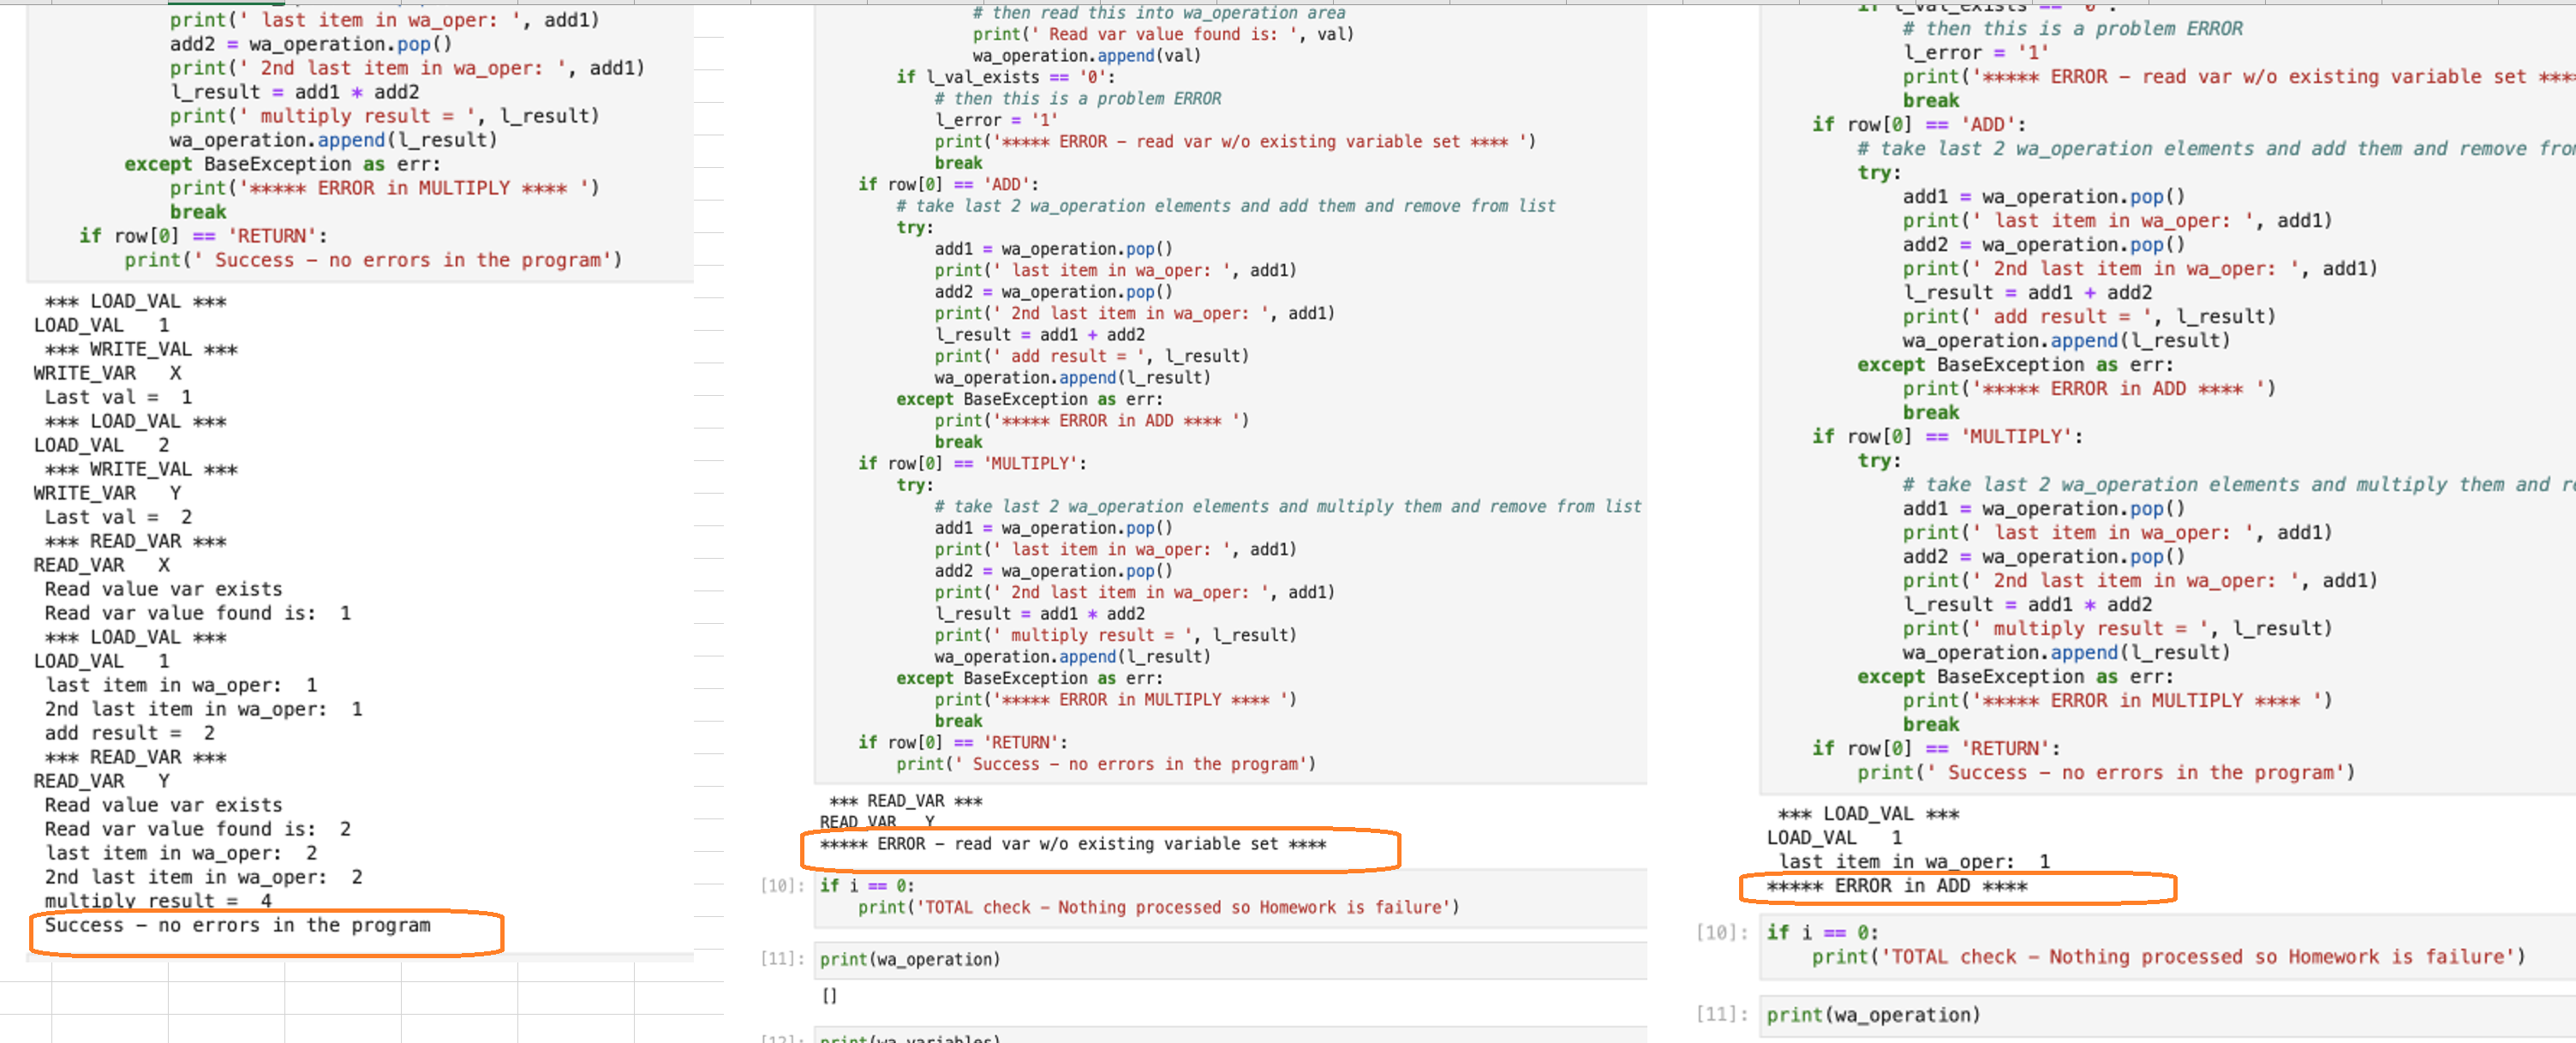 print(' last item in wa_oper: ', add1)
add2 = wa_operation.pop()
print(' 2nd last item in wa_oper: ', add1)
l_result = add1 * add2
print(' multiply result = ', l_result)
wa_operation.append(l_result)
except BaseException as err:
print('***** ERROR in MULTIPLY **** ')
break
if row[0] == 'RETURN':
print(' Success – no errors in the program')
*** LOAD_VAL ***
LOAD_VAL   1
*** WRITE_VAL ***
WRITE_VAR   X
Last val =  1
*** LOAD_VAL ***
LOAD_VAL   2
*** WRITE_VAL ***
WRITE_VAR   Y
Last val =  2
*** READ_VAR ***
READ_VAR   X
Read value var exists
Read var value found is:  1
*** LOAD_VAL ***
LOAD_VAL   1
last item in wa_oper:  1
2nd last item in wa_oper:  1
add result =  2
*** READ_VAR ***
READ_VAR   Y
Read value var exists
Read var value found is:  2
last item in wa_oper:  2
2nd last item in wa_oper:  2
multiply result =  4
Success – no errors in the program
# then read this into wa_operation area
print(' Read var value found is: ', val)
wa_operation.append(val)
if l_val_exists == '0':
# then this is a problem ERROR
l_error = '1'
print('***** ERROR – read var w/o existing variable set **** ')
break
if row[0] == 'ADD':
# take last 2 wa_operation elements and add them and remove from list
try:
add1 = wa_operation.pop()
print(' last item in wa_oper: ', add1)
add2 = wa_operation.pop()
print(' 2nd last item in wa_oper: ', add1)
l_result = add1 + add2
print(' add result = ', l_result)
wa_operation.append(l_result)
except BaseException as err:
print('***** ERROR in ADD **** ')
break
if row[0] == 'MULTIPLY':
try:
# take last 2 wa_operation elements and multiply them and remove from list
add1 = wa_operation.pop()
print(' last item in wa_oper: ', add1)
add2 = wa_operation.pop()
print(' 2nd last item in wa_oper: ', add1)
l_result = add1 * add2
print(' multiply result = ', l_result)
wa_operation.append(l_result)
except BaseException as err:
print('***** ERROR in MULTIPLY **** ')
break
if row[0] == 'RETURN':
print(' Success – no errors in the program')
*** READ_VAR ***
READ_VAR   Y
***** ERROR – read var w/o existing variable set ****
[10]: if i == 0:
print('TOTAL check – Nothing processed so Homework is failure')
[11]: print(wa_operation)
[]
[12]: print(wa_variables)
if l_val_exists == '0':
# then this is a problem ERROR
l_error = '1'
print('***** ERROR – read var w/o existing variable set ***
break
if row[0] == 'ADD':
# take last 2 wa_operation elements and add them and remove fro
try:
add1 = wa_operation.pop()
print(' last item in wa_oper: ', add1)
add2 = wa_operation.pop()
print(' 2nd last item in wa_oper: ', add1)
l_result = add1 + add2
print(' add result = ', l_result)
wa_operation.append(l_result)
except BaseException as err:
print('***** ERROR in ADD **** ')
break
if row[0] == 'MULTIPLY':
try:
# take last 2 wa_operation elements and multiply them and r
add1 = wa_operation.pop()
print(' last item in wa_oper: ', add1)
add2 = wa_operation.pop()
print(' 2nd last item in wa_oper: ', add1)
l_result = add1 * add2
print(' multiply result = ', l_result)
wa_operation.append(l_result)
except BaseException as err:
print('***** ERROR in MULTIPLY **** ')
break
if row[0] == 'RETURN':
print(' Success – no errors in the program')
*** LOAD_VAL ***
LOAD_VAL   1
last item in wa_oper:  1
***** ERROR in ADD ****
[10]: if i == 0:
print('TOTAL check – Nothing processed so Homework is failure')
[11]: print(wa_operation)